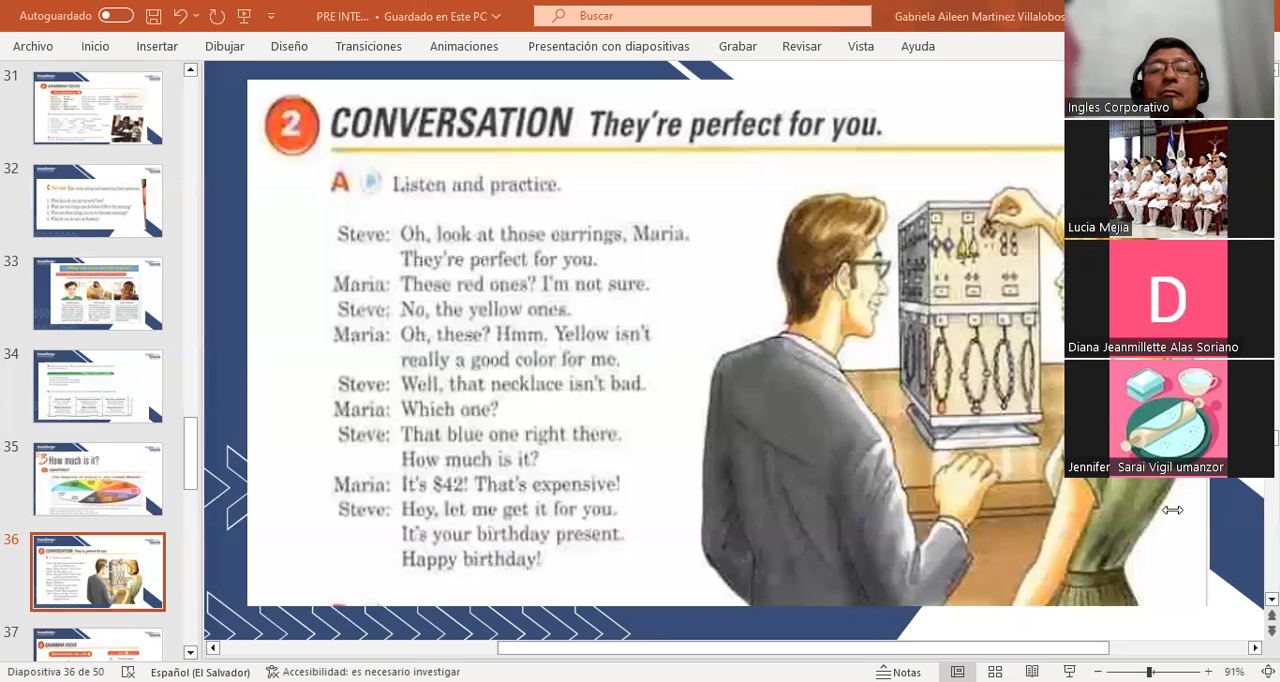 Autoguardado
PRE INTE... • Guardado en Este PC
Buscar
Gabriela Aileen Martinez Villalobos
Archivo Inicio Insertar Dibujar Diseño Transiciones Animaciones Presentación con diapositivas Grabar Revisar Vista Ayuda
31
32
33
34
35
3 How much is it?
36
37
2 CONVERSATION They're perfect for you.
A Listen and practice.
Steve: Oh, look at those earrings, Maria.
They're perfect for you.
Maria: These red ones? I'm not sure.
Steve: No, the yellow ones.
Maria: Oh, these? Hmm. Yellow isn't
really a good color for me.
Steve: Well, that necklace isn't bad.
Maria: Which one?
Steve: That blue one right there.
How much is it?
Maria: It's $42! That's expensive!
Steve: Hey, let me get it for you.
It's your birthday present.
Happy birthday!
Ingles Corporativo
Lucia Mejia
D
Diana Jeanmillette Alas Soriano
Jennifer Sarai Vigil umanzor
Diapositiva 36 de 50 Español (El Salvador) Accesibilidad: es necesario investigar Notas 91%